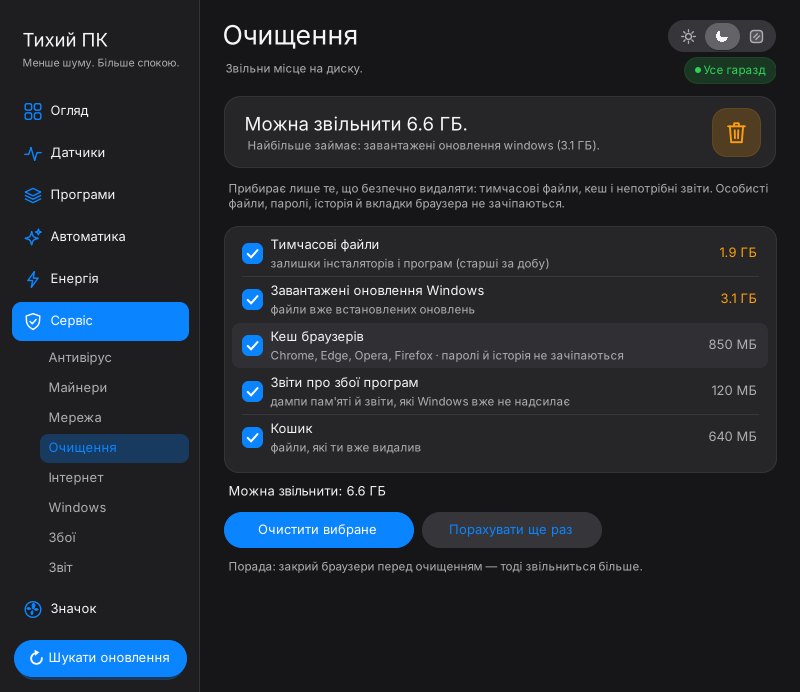 Тихий ПК
Менше шуму. Більше спокою.
Огляд
Датчики
Програми
Автоматика
Енергія
Сервіс
Антивірус
Майнери
Мережа
Очищення
Інтернет
Windows
Збої
Звіт
Значок
Шукати оновлення
Очищення
Звільни місце на диску.
Усе гаразд
Можна звільнити 6.6 ГБ.
Найбільше займає: завантажені оновлення windows (3.1 ГБ).
Прибирає лише те, що безпечно видаляти: тимчасові файли, кеш і непотрібні звіти. Особисті
файли, паролі, історія й вкладки браузера не зачіпаються.
Тимчасові файли
залишки інсталяторів і програм (старші за добу)
1.9 ГБ
Завантажені оновлення Windows
файли вже встановлених оновлень
3.1 ГБ
Кеш браузерів
Chrome, Edge, Opera, Firefox · паролі й історія не зачіпаються
850 МБ
Звіти про збої програм
дампи пам'яті й звіти, які Windows вже не надсилає
120 МБ
Кошик
файли, які ти вже видалив
640 МБ
Можна звільнити: 6.6 ГБ
Очистити вибране
Порахувати ще раз
Порада: закрий браузери перед очищенням — тоді звільниться більше.